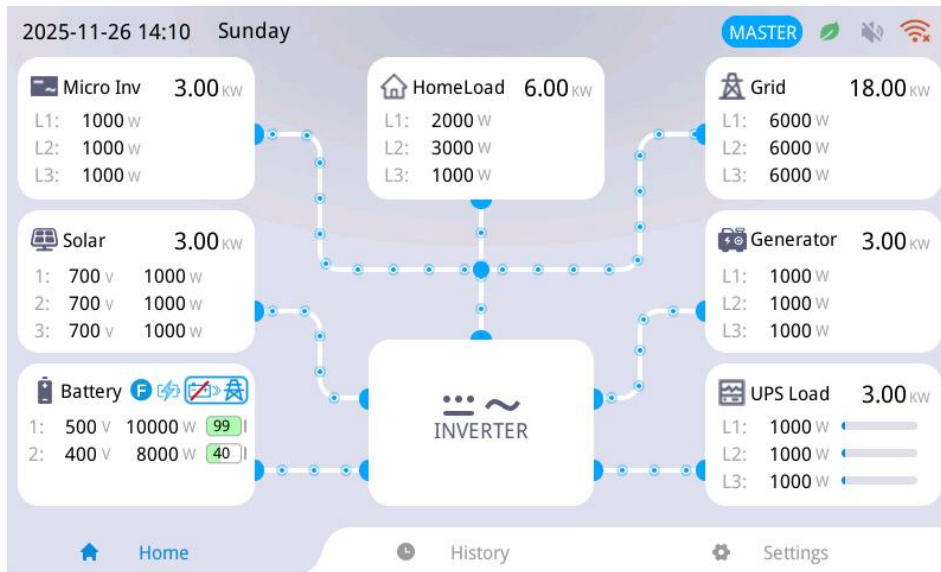 2025-11-26 14:10 Sunday
MASTER
Micro Inv 3.00 KW
L1: 1000 W
L2: 1000 W
L3: 1000 W
HomeLoad 6.00 KW
L1: 2000 W
L2: 3000 W
L3: 1000 W
Grid 18.00 KW
L1: 6000 W
L2: 6000 W
L3: 6000 W
Solar 3.00 KW
1: 700 V 1000 W
2: 700 V 1000 W
3: 700 V 1000 W
Generator 3.00 KW
L1: 1000 W
L2: 1000 W
L3: 1000 W
Battery F
1: 500 V 10000 W 99
2: 400 V 8000 W 40
INVERTER
UPS Load 3.00 KW
L1: 1000 W
L2: 1000 W
L3: 1000 W
Home History Settings